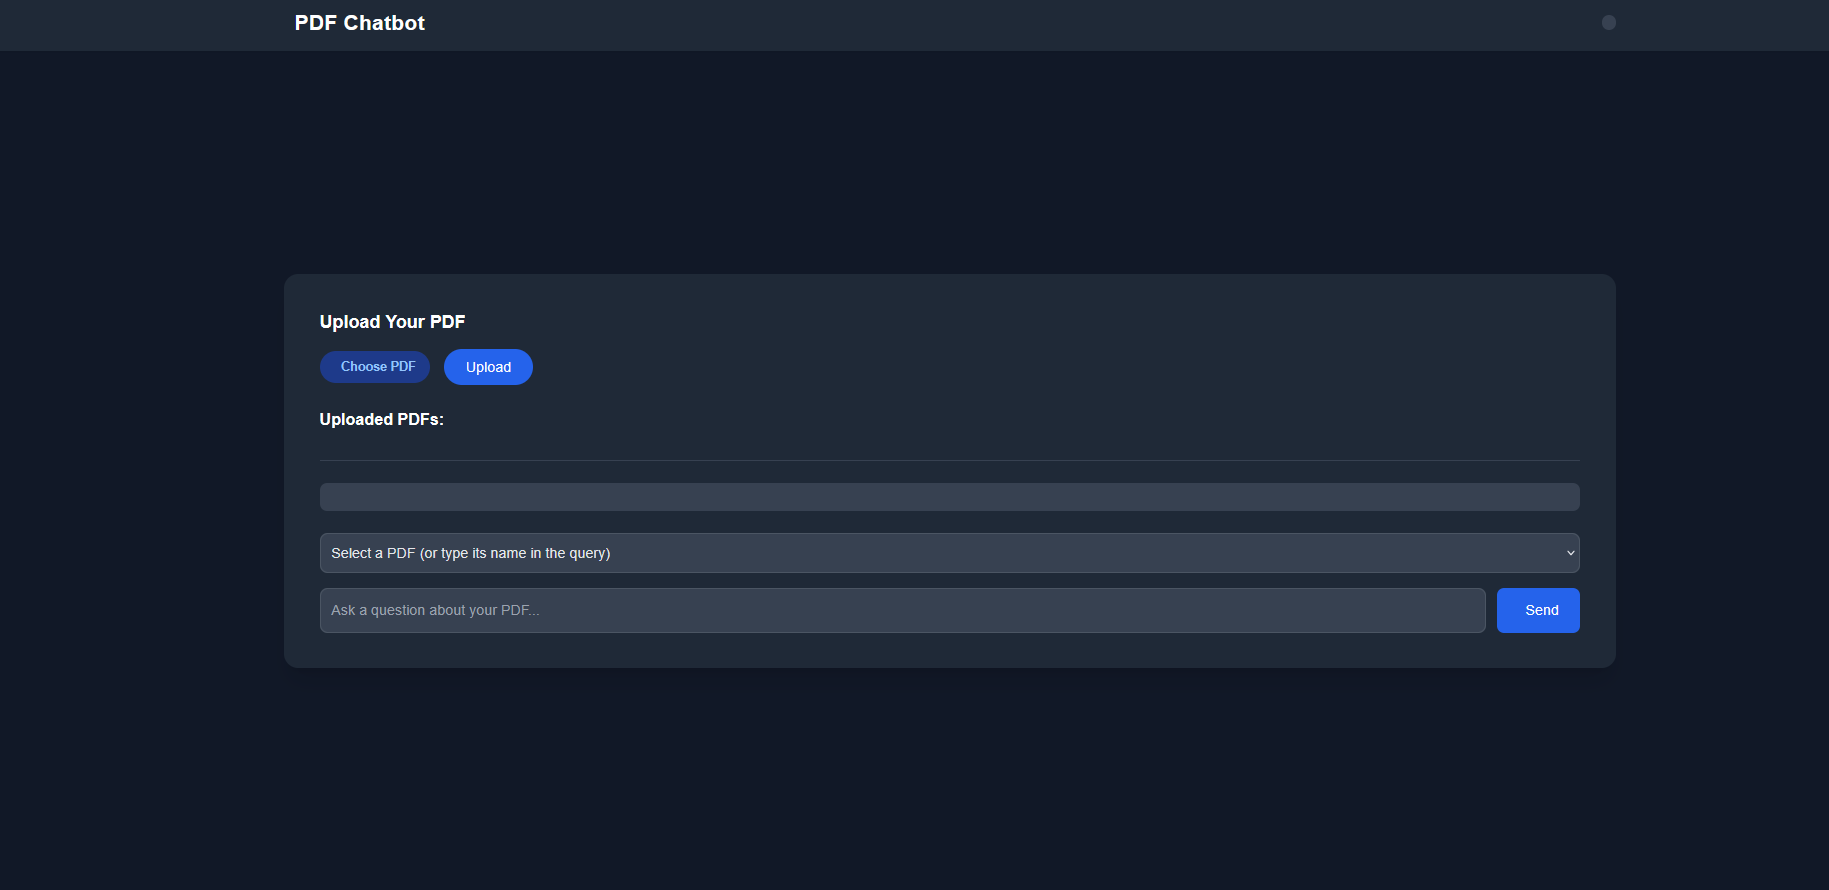 PDF Chatbot
Upload Your PDF
Choose PDF
Upload
Uploaded PDFs:
Select a PDF (or type its name in the query)
Ask a question about your PDF...
Send